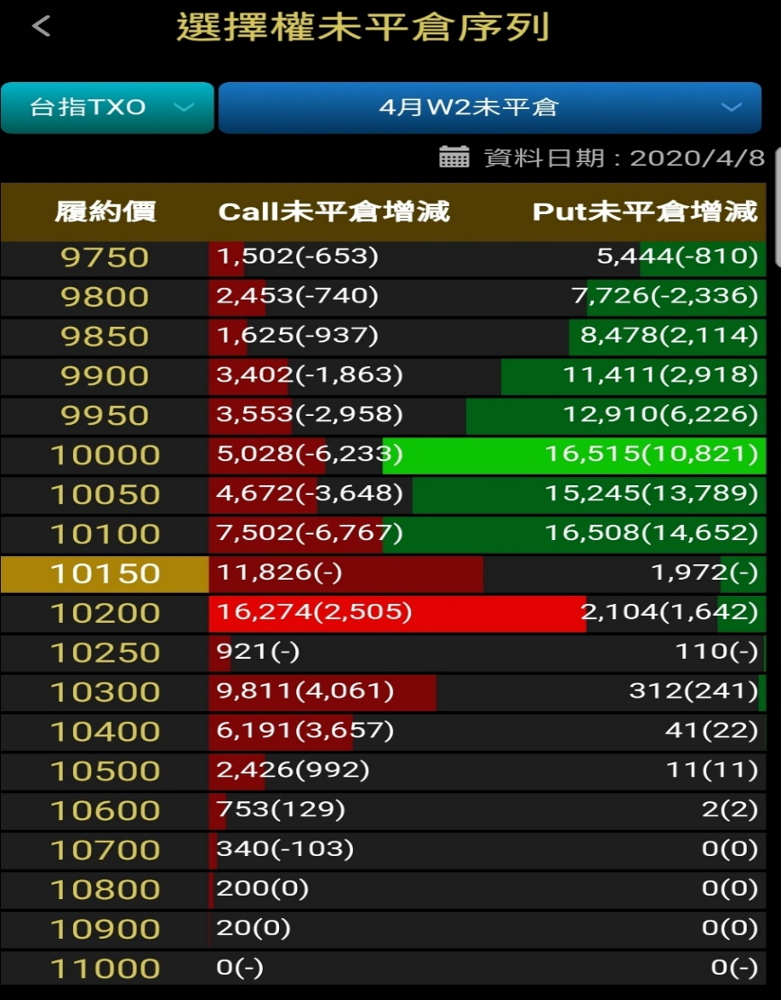 選擇權未平倉序列
台指TXO 4月W2未平倉
資料日期：2020/4/8
履約價 Call未平倉增減 Put未平倉增減
9750 1,502(-653) 5,444(-810)
9800 2,453(-740) 7,726(-2,336)
9850 1,625(-937) 8,478(2,114)
9900 3,402(-1,863) 11,411(2,918)
9950 3,553(-2,958) 12,910(6,226)
10000 5,028(-6,233) 16,515(10,821)
10050 4,672(-3,648) 15,245(13,789)
10100 7,502(-6,767) 16,508(14,652)
10150 11,826(-) 1,972(-)
10200 16,274(2,505) 2,104(1,642)
10250 921(-) 110(-)
10300 9,811(4,061) 312(241)
10400 6,191(3,657) 41(22)
10500 2,426(992) 11(11)
10600 753(129) 2(2)
10700 340(-103) 0(0)
10800 200(0) 0(0)
10900 20(0) 0(0)
11000 0(-) 0(-)